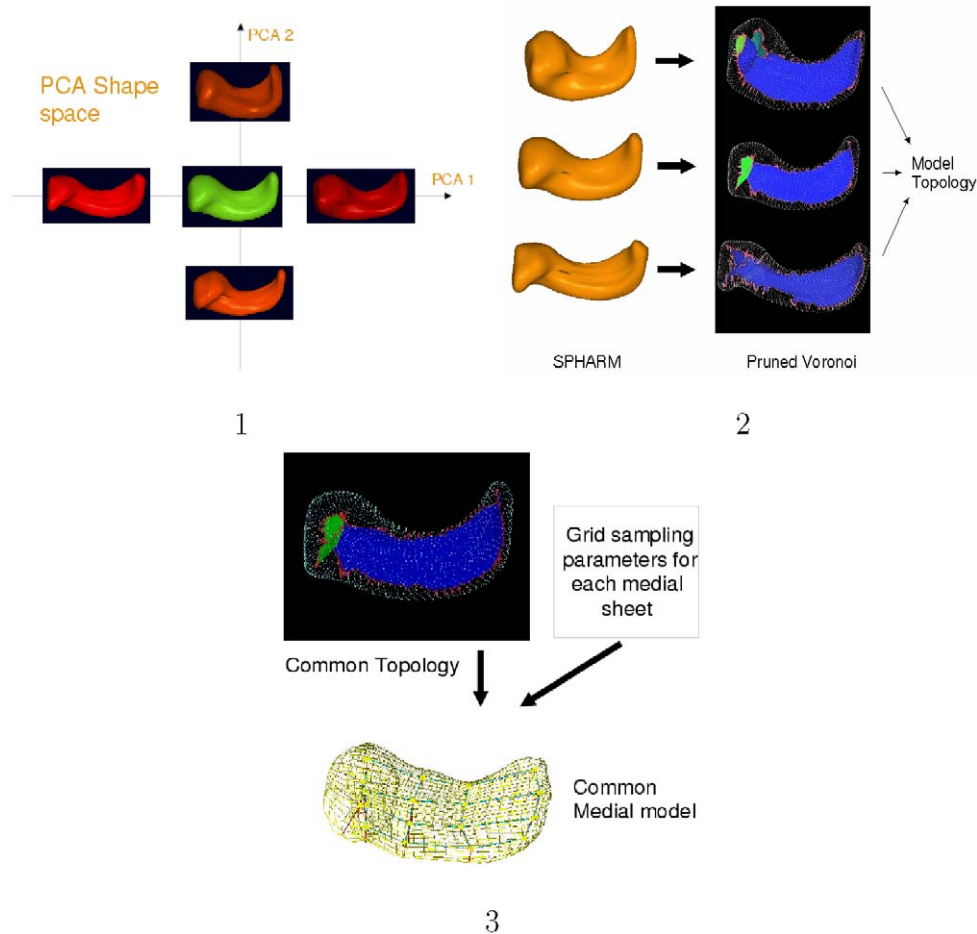 PCA 2
PCA Shape
space
PCA 1
Model
Topology
SPHARM
Pruned Voronoi
1
2
Grid sampling
parameters for
each medial
sheet
Common Topology
Common
Medial model
3